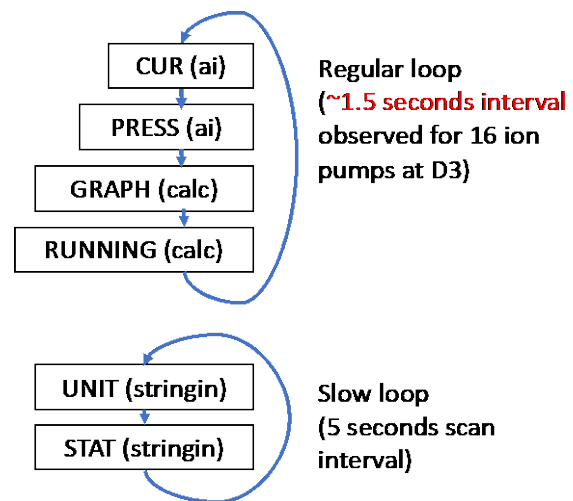 CUR (ai)
PRESS (ai)
GRAPH (calc)
RUNNING (calc)
Regular loop
(~1.5 seconds interval
observed for 16 ion
pumps at D3)
UNIT (stringin)
STAT (stringin)
Slow loop
(5 seconds scan
interval)